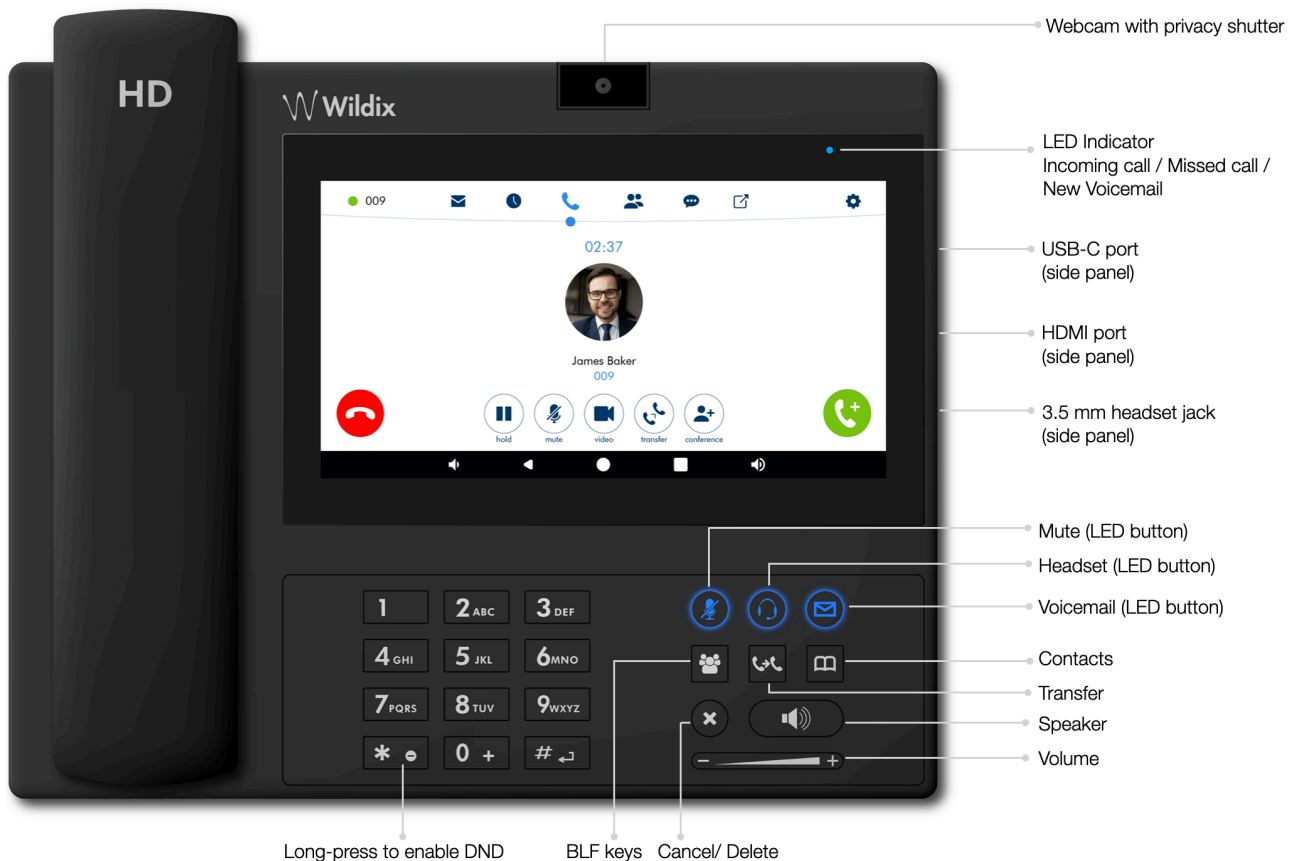 Webcam with privacy shutter
HD
Wildix
LED Indicator
Incoming call / Missed call /
New Voicemail
009
02:37
USB-C port
(side panel)
HDMI port
(side panel)
James Baker
009
3.5 mm headset jack
(side panel)
hold mute video transfer conference
Mute (LED button)
Headset (LED button)
Voicemail (LED button)
1 2 ABC 3 DEF
4 GHI 5 JKL 6 MNO
7 PQRS 8 TUV 9 WXYZ
* 0 + #
Contacts
Transfer
Speaker
- +
Volume
Long-press to enable DND
BLF keys
Cancel/ Delete